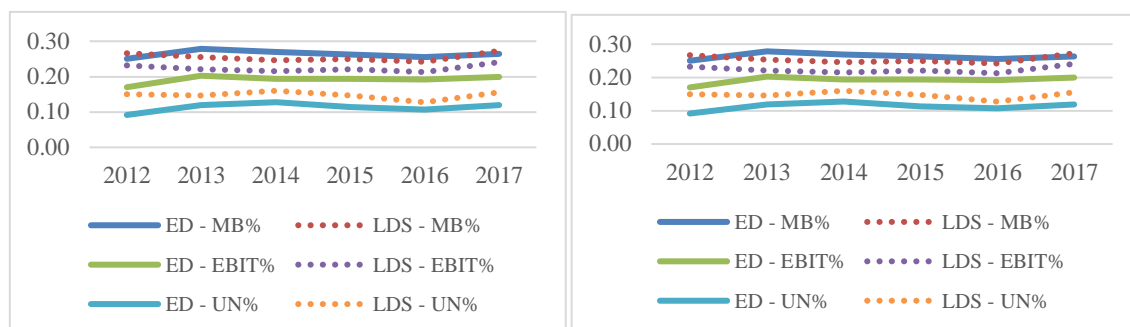 0.30
0.20
0.10
0.00
2012 2013 2014 2015 2016 2017
ED - MB% LDS - MB%
ED - EBIT% LDS - EBIT%
ED - UN% LDS - UN%
0.30
0.20
0.10
0.00
2012 2013 2014 2015 2016 2017
ED - MB% LDS - MB%
ED - EBIT% LDS - EBIT%
ED - UN% LDS - UN%